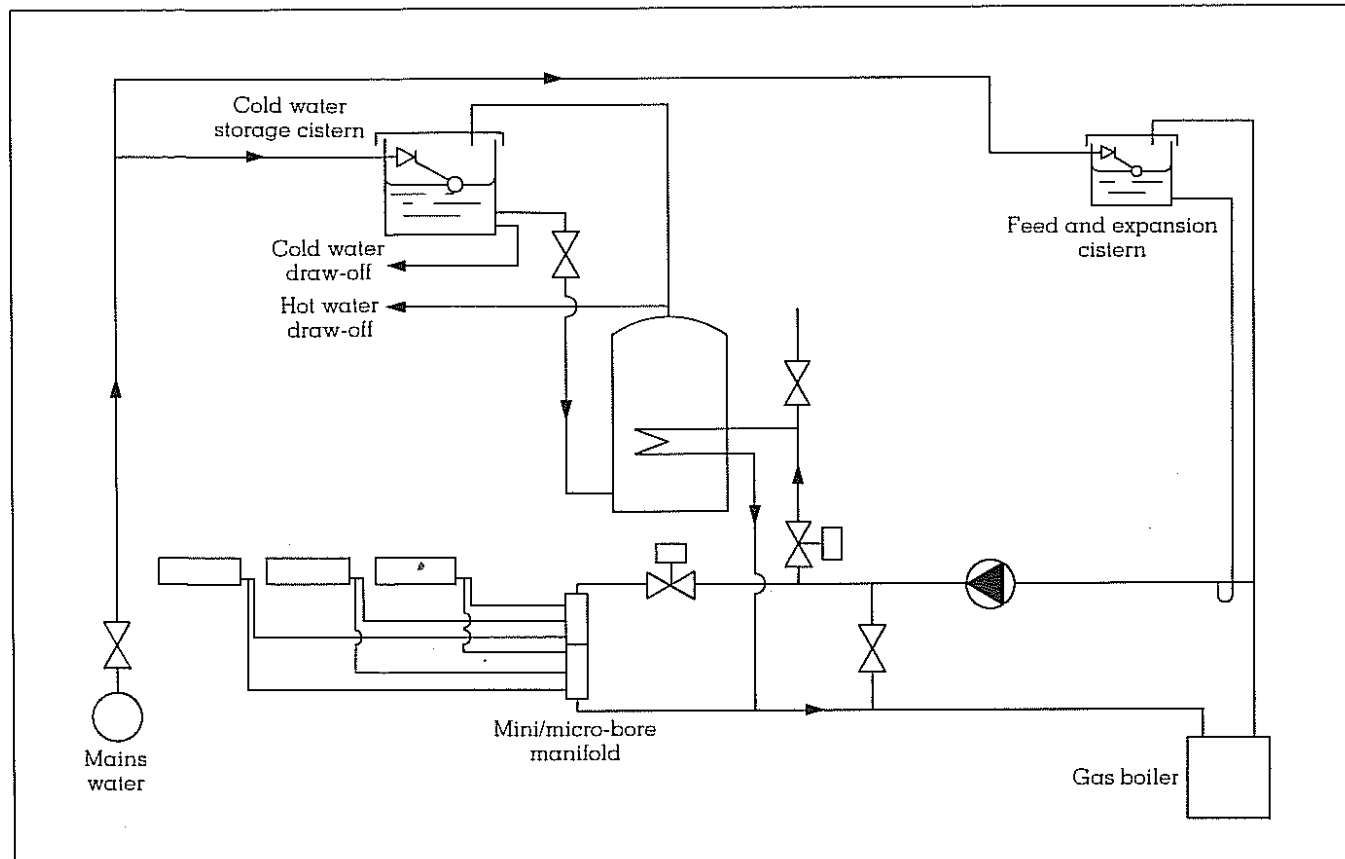 Cold water
storage cistern
Feed and expansion
cistern
Cold water
draw-off
Hot water
draw-off
Mini/micro-bore
manifold
Mains
water
Gas boiler